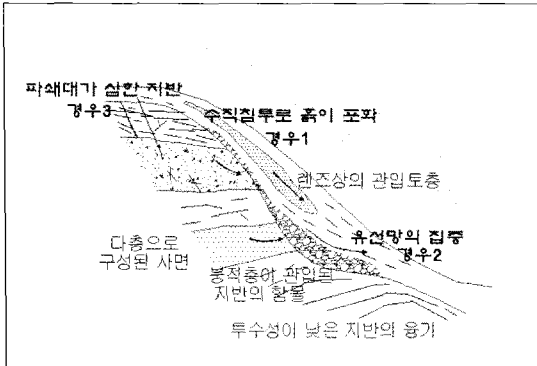 파쇄대가 심한 지반
경우3
수직침투로 흙이 포화
경우1
렌즈상의 관입토층
유선망의 집중
경우2
다층으로
구성된 사면
붕적층이 관입된
지반의 함몰
투수성이 낮은 지반의 융기